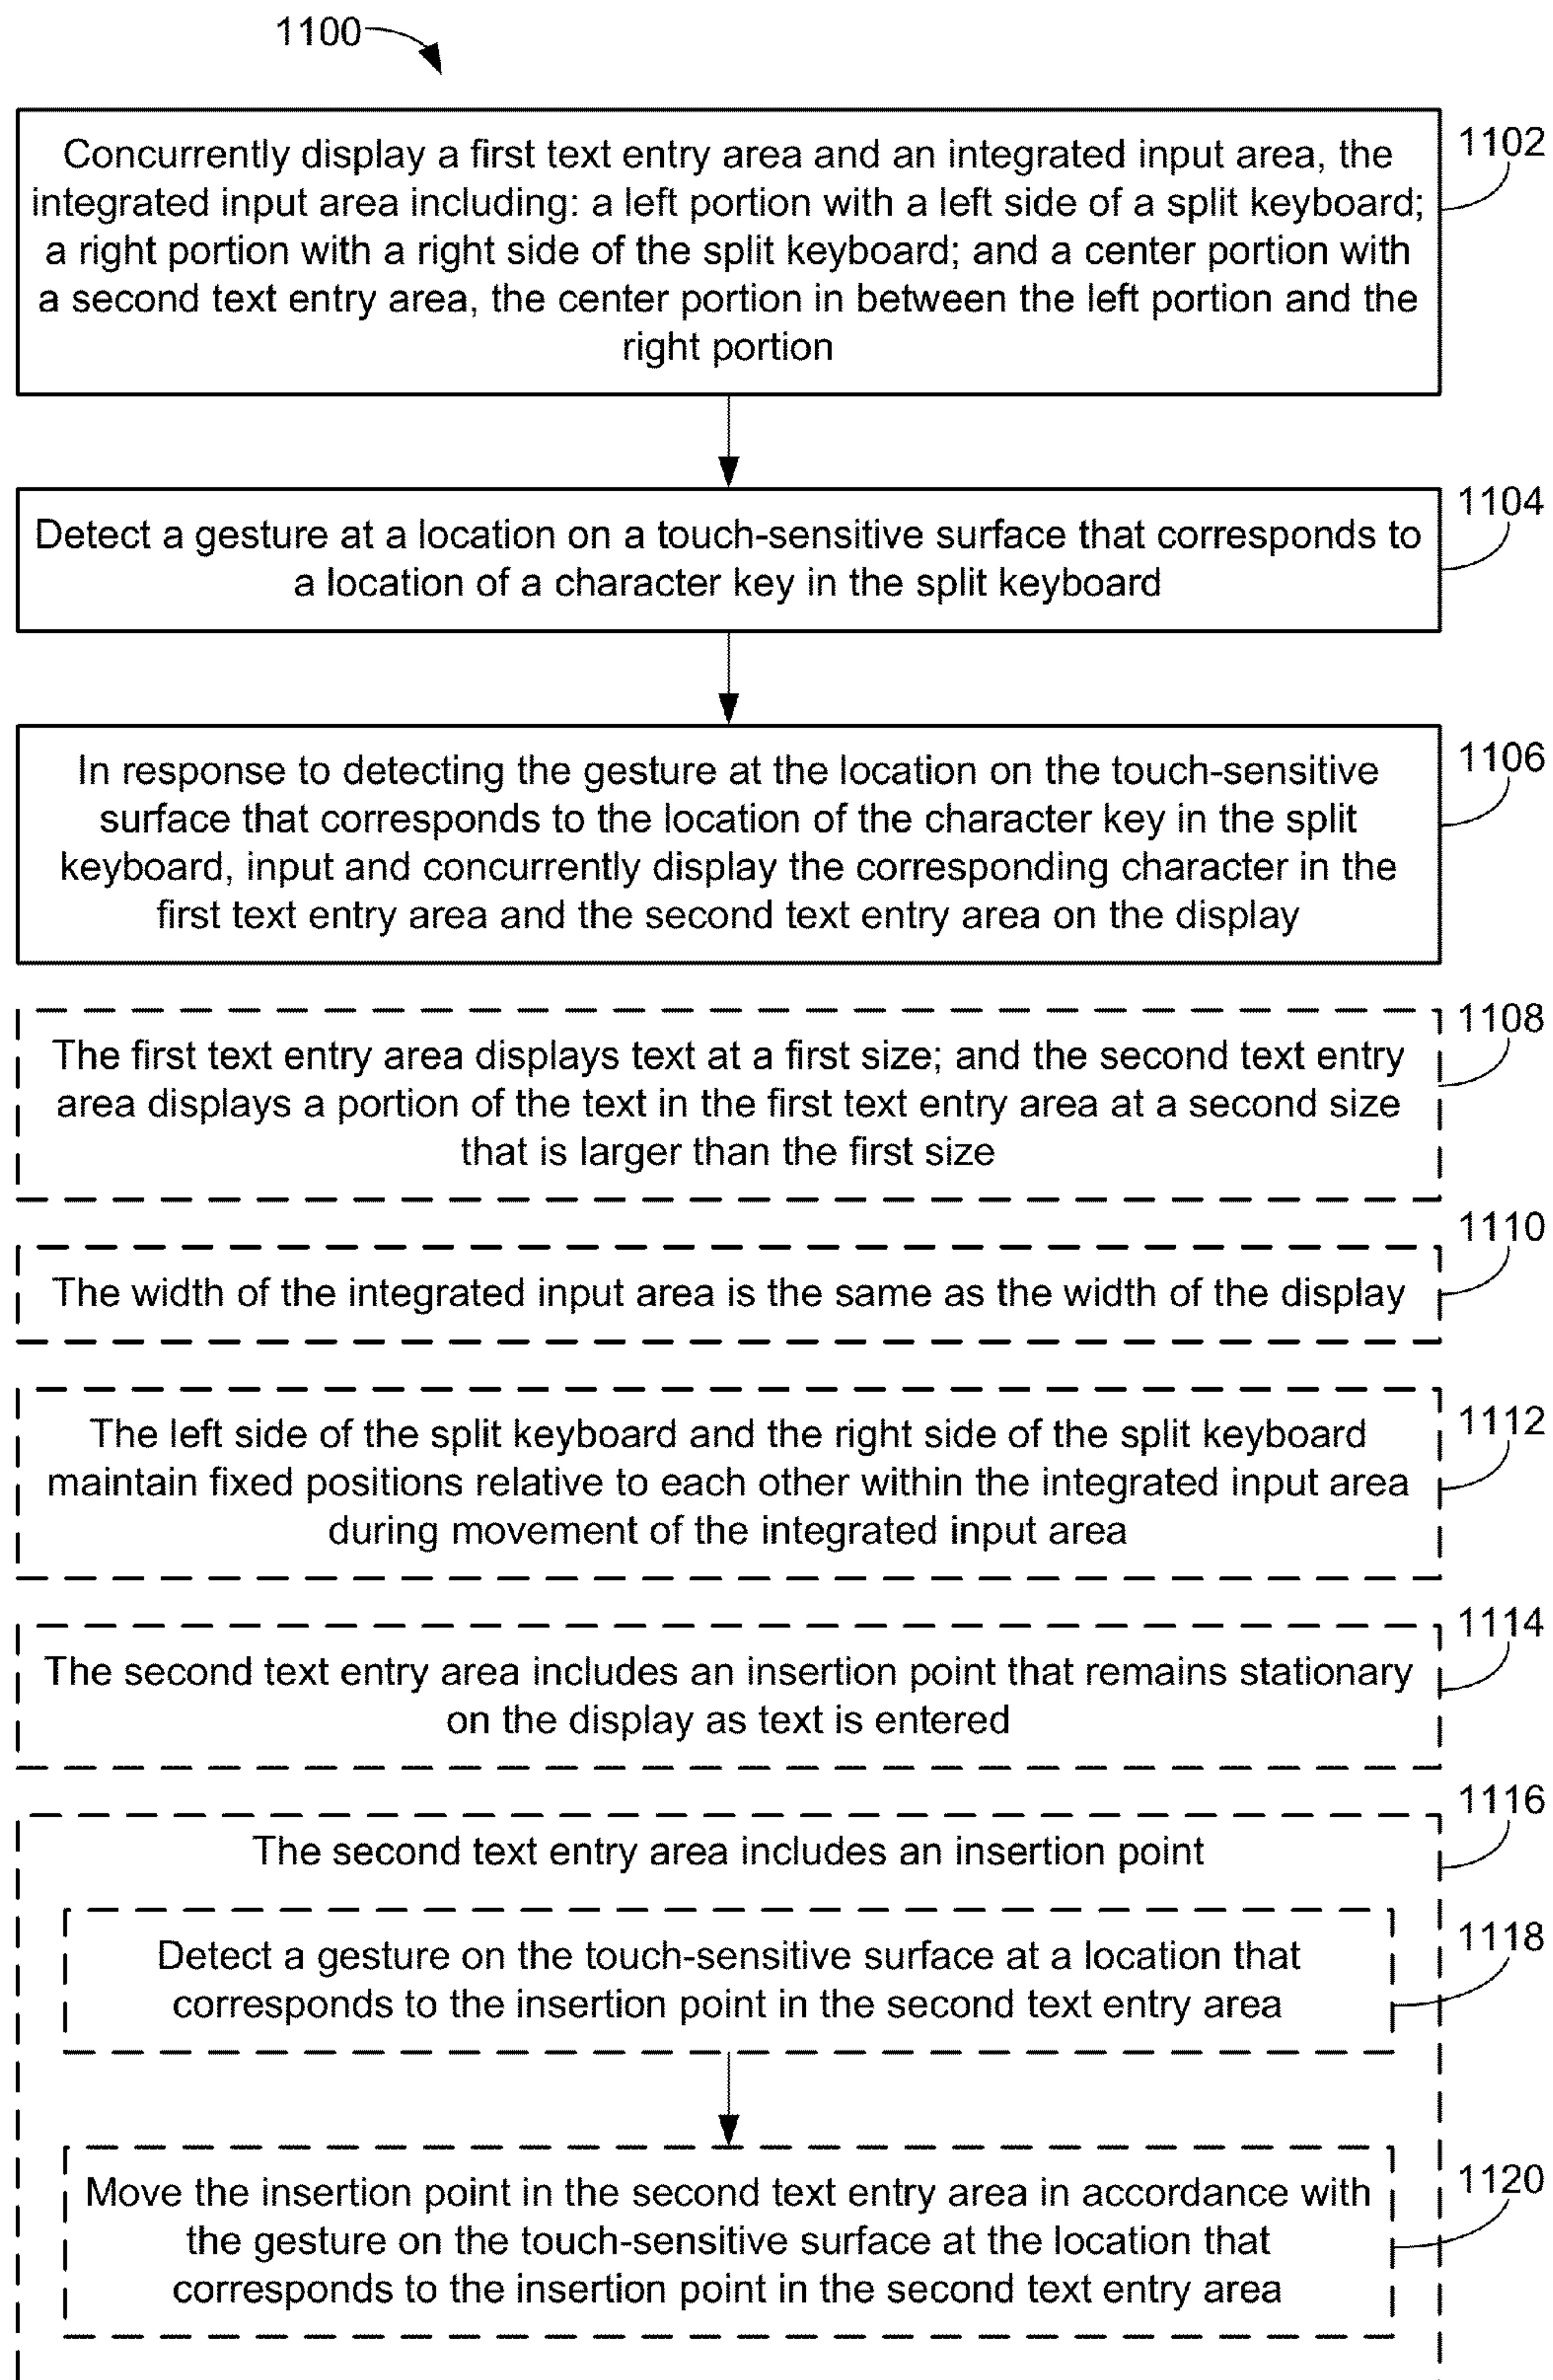 1100
Concurrently display a first text entry area and an integrated input area, the
integrated input area including: a left portion with a left side of a split keyboard;
a right portion with a right side of the split keyboard; and a center portion with
a second text entry area, the center portion in between the left portion and the
right portion
1102
Detect a gesture at a location on a touch-sensitive surface that corresponds to
a location of a character key in the split keyboard
1104
In response to detecting the gesture at the location on the touch-sensitive
surface that corresponds to the location of the character key in the split
keyboard, input and concurrently display the corresponding character in the
first text entry area and the second text entry area on the display
1106
The first text entry area displays text at a first size; and the second text entry
area displays a portion of the text in the first text entry area at a second size
that is larger than the first size
1108
The width of the integrated input area is the same as the width of the display
1110
The left side of the split keyboard and the right side of the split keyboard
maintain fixed positions relative to each other within the integrated input area
during movement of the integrated input area
1112
The second text entry area includes an insertion point that remains stationary
on the display as text is entered
1114
The second text entry area includes an insertion point
1116
Detect a gesture on the touch-sensitive surface at a location that
corresponds to the insertion point in the second text entry area
1118
Move the insertion point in the second text entry area in accordance with
the gesture on the touch-sensitive surface at the location that
corresponds to the insertion point in the second text entry area
1120